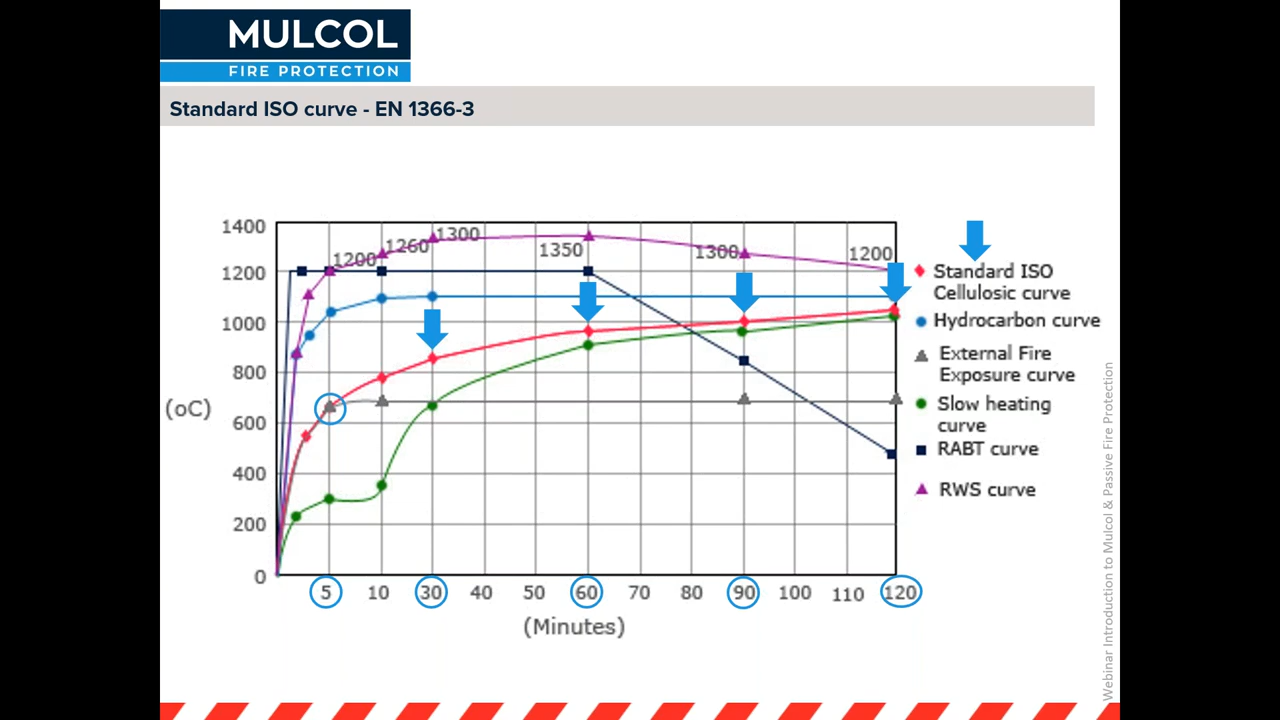 MULCOL
FIRE PROTECTION
Standard ISO curve - EN 1366-3
1400
1200
1000
800
600
400
200
0
(oC)
1200
1260
1300
1350
1300
1200
5 10 30 40 50 60 70 80 90 100 110 120
(Minutes)
Standard ISO
Cellulosic curve
Hydrocarbon curve
External Fire
Exposure curve
Slow heating
curve
RABT curve
RWS curve
Webinar Introduction to Mulcol & Passive Fire Protection